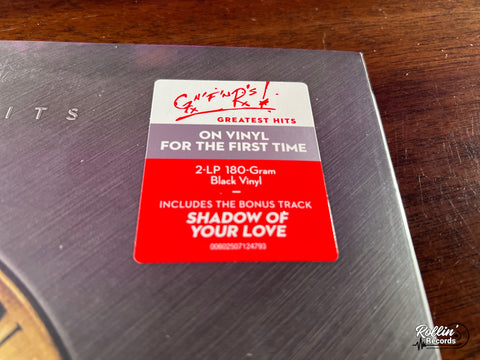 ITS
G'N'F'N'R'S!
GREATEST HITS
ON VINYL
FOR THE FIRST TIME
2-LP 180-Gram
Black Vinyl
INCLUDES THE BONUS TRACK
SHADOW OF
YOUR LOVE
00602507124793
Rollin'
Records